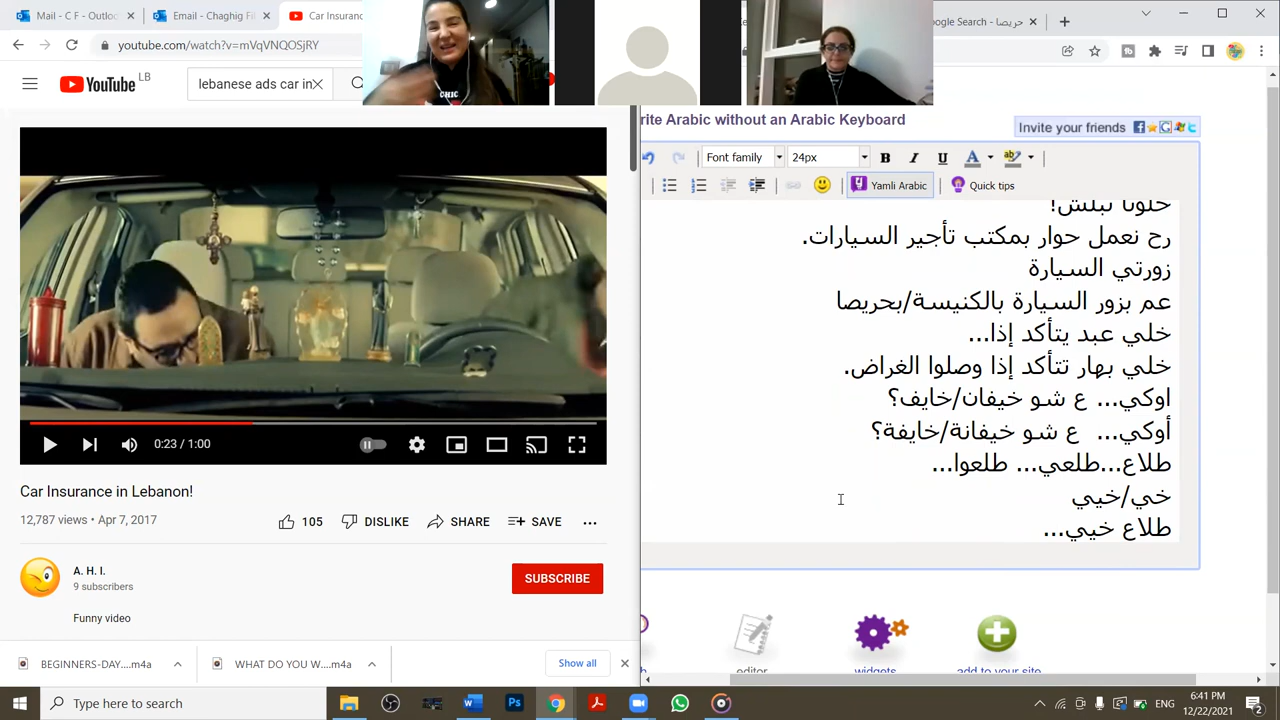 Mail - C F - Outloo
Email - Chaghig F
Car Insuranc
oogle Search - حريصا
youtube.com/watch?v=mVqVNQOSjRY
YouTube LB
lebanese ads car in
CHIC
rite Arabic without an Arabic Keyboard
Invite your friends
Font family
24px
B I U A
Yamli Arabic
Quick tips
خلونا نبلش!
رح نعمل حوار بمكتب تأجير السيارات.
زورتي السيارة
عم بزور السيارة بالكنيسة/بحريصا
خلي عبد يتأكد إذا...
خلي بهار تتأكد إذا وصلوا الغراض.
اوكي... ع شو خيفان/خايف؟
أوكي... ع شو خيفانة/خايفة؟
طلاع...طلعي... طلعوا...
خي/خيي
طلاع خيي...
0:23 / 1:00
Car Insurance in Lebanon!
12,787 views • Apr 7, 2017
105
DISLIKE
SHARE
SAVE
A. H. I.
9 subscribers
SUBSCRIBE
Funny video
editor
widgets
add to your site
BEGINNERS-DAY....m4a
WHAT DO YOU W....m4a
Show all
Type here to search
ENG
6:41 PM
12/22/2021
2